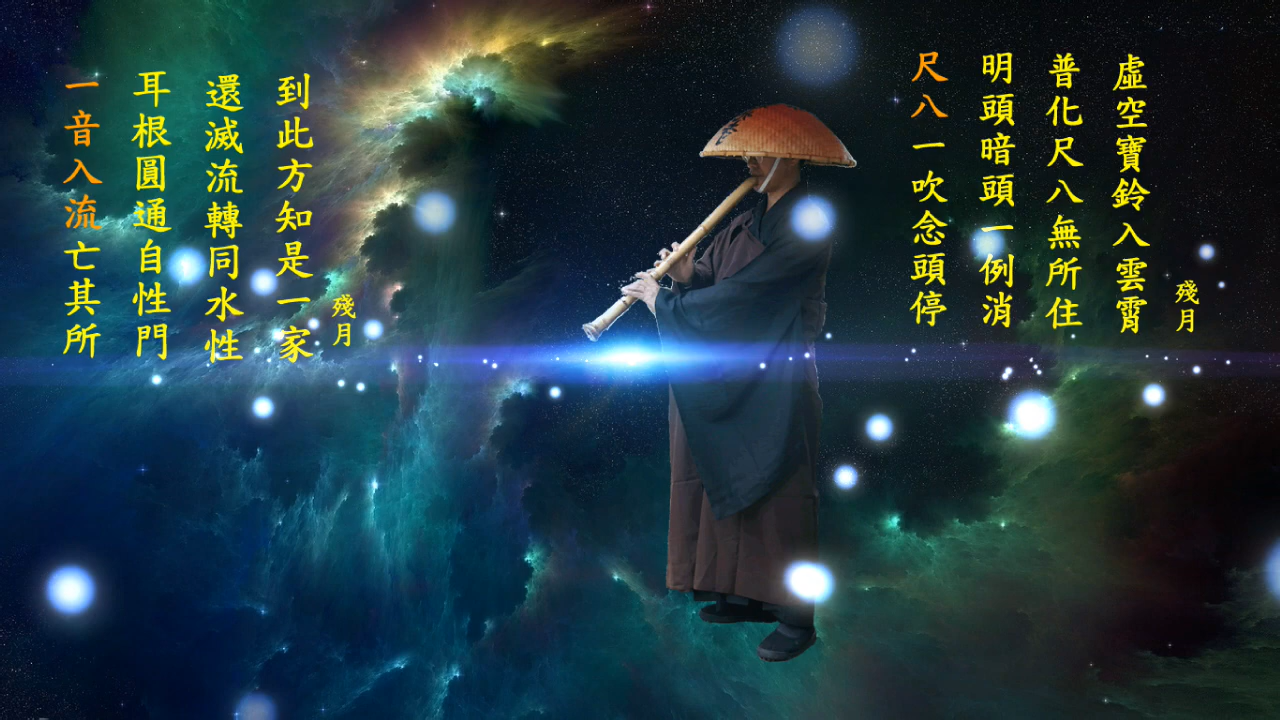 一音入流亡其所
耳根圓通自性門
還滅流轉同水性
到此方知是一家
殘月
尺八一吹念頭停
明頭暗頭一例消
普化尺八無所住
虛空寶鈴入雲霄
殘月